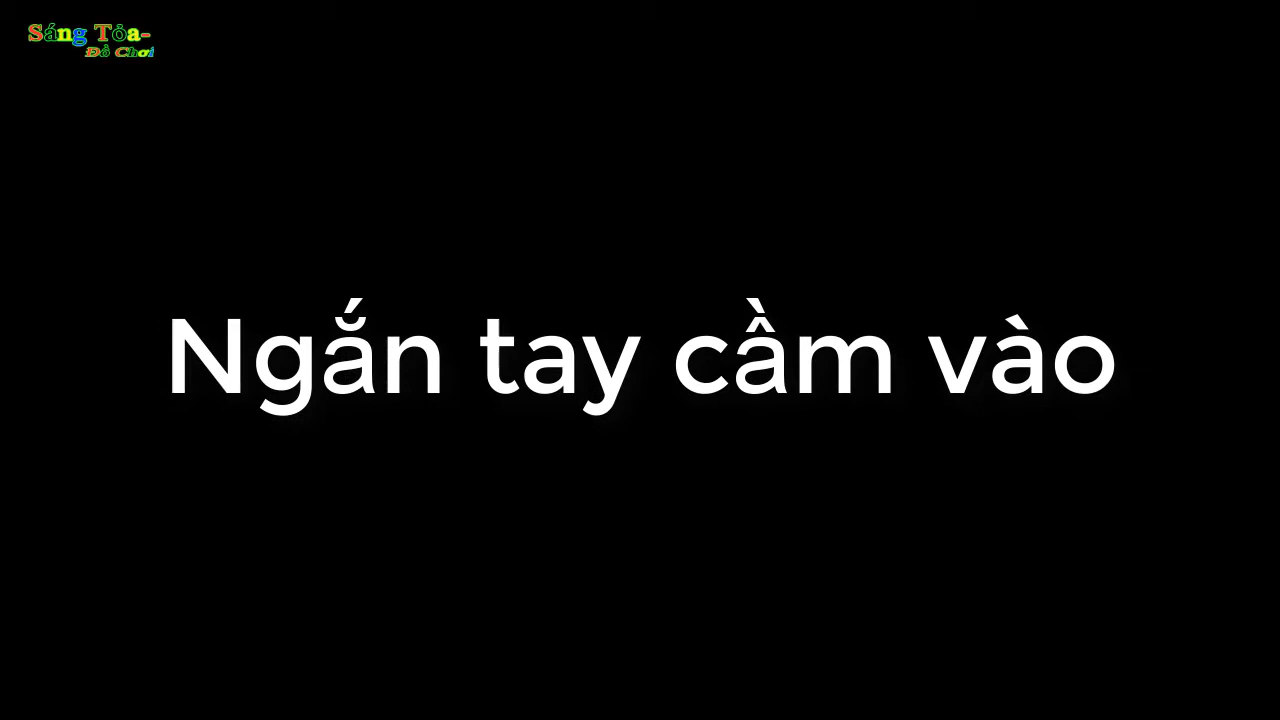 Sáng Tỏa-
Đồ Chơi
Ngắn tay cầm vào